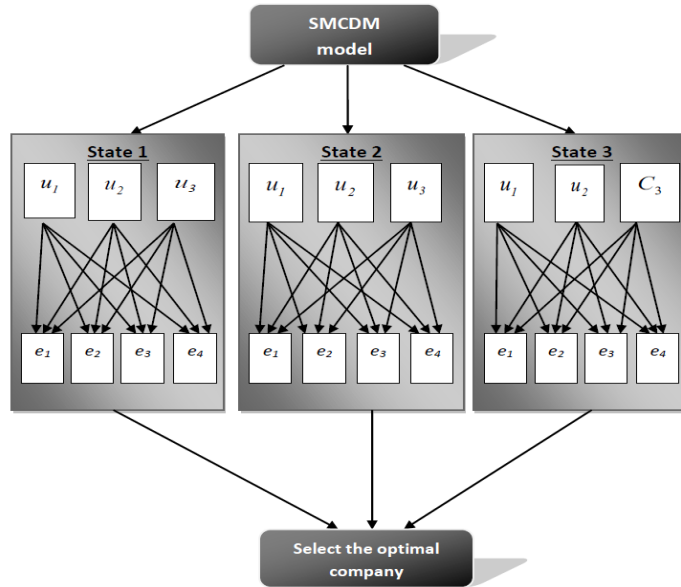 SMCDM
model
State 1
State 2
State 3
u₁ u₂ u₃
u₁ u₂ u₃
u₁ u₂ C₃
e₁ e₂ e₃ e₄
e₁ e₂ e₃ e₄
e₁ e₂ e₃ e₄
Select the optimal
company